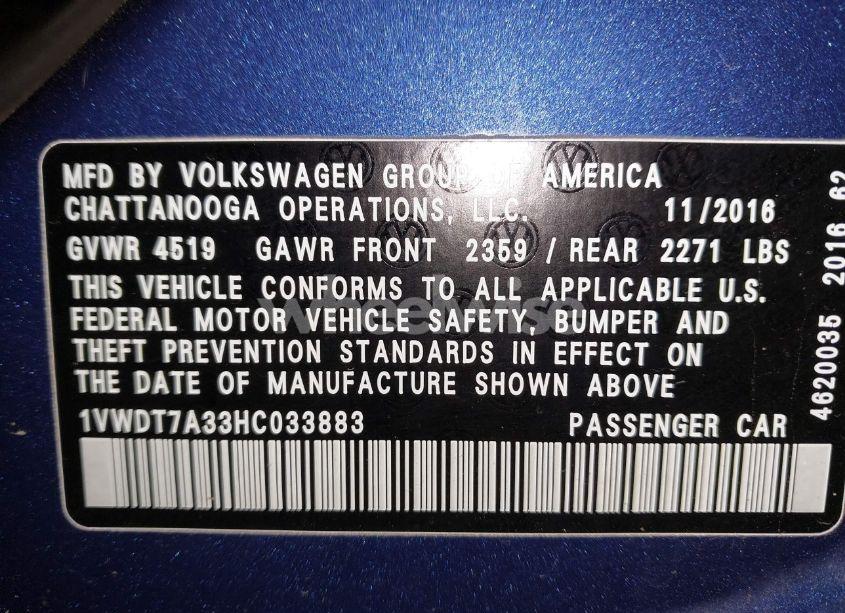 MFD BY VOLKSWAGEN GROUP OF AMERICA
CHATTANOOGA OPERATIONS, LLC. 11/2016
GVWR 4519 GAWR FRONT 2359 / REAR 2271 LBS
THIS VEHICLE CONFORMS TO ALL APPLICABLE U.S.
FEDERAL MOTOR VEHICLE SAFETY, BUMPER AND
THEFT PREVENTION STANDARDS IN EFFECT ON
THE DATE OF MANUFACTURE SHOWN ABOVE
1VWDT7A33HC033883 PASSENGER CAR
4620035 2016 62
wheelwise